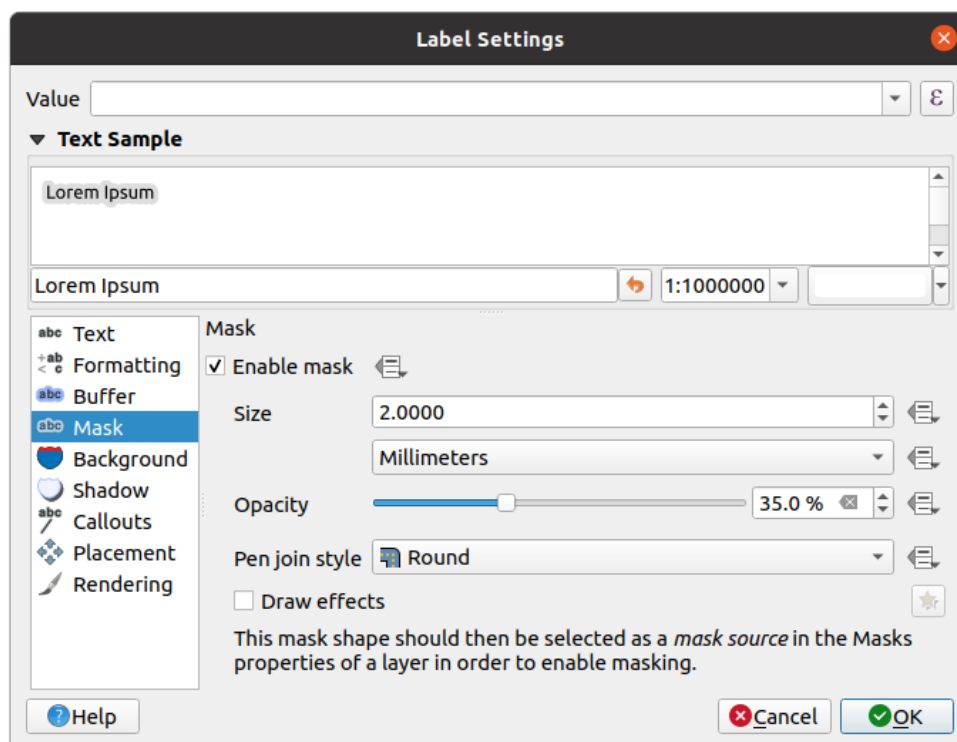 Label Settings
Value
ε
Text Sample
Lorem Ipsum
Lorem Ipsum
1:1000000
abc Text
+ab < c Formatting
abc Buffer
abc Mask
Background
Shadow
abc Callouts
Placement
Rendering
Mask
Enable mask
Size
2.0000
Millimeters
Opacity
35.0 %
Pen join style
Round
Draw effects
This mask shape should then be selected as a mask source in the Masks
properties of a layer in order to enable masking.
Help
Cancel
OK